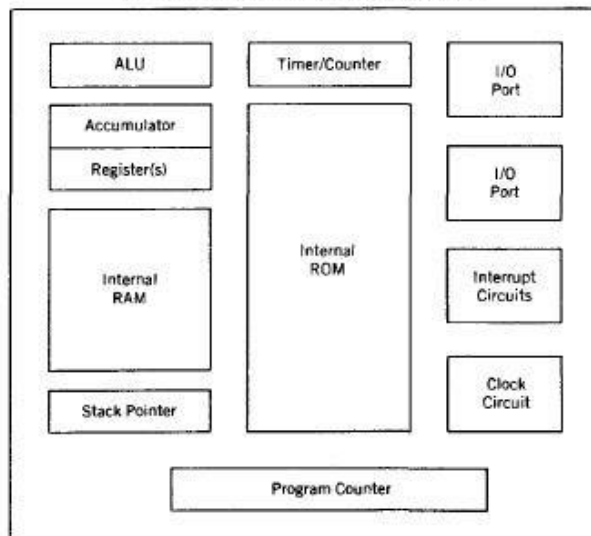 ALU
Accumulator
Register(s)
Internal
RAM
Stack Pointer
Timer/Counter
Internal
ROM
I/O
Port
I/O
Port
Interrupt
Circuits
Clock
Circuit
Program Counter